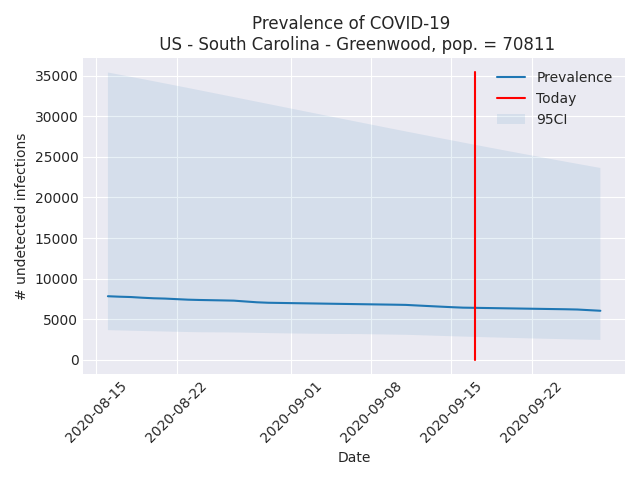 Prevalence of COVID-19
US - South Carolina - Greenwood, pop. = 70811
35000
30000
25000
20000
15000
10000
5000
0
# undetected infections
Prevalence
Today
95CI
2020-08-15
2020-08-22
2020-09-01
2020-09-08
2020-09-15
2020-09-22
Date